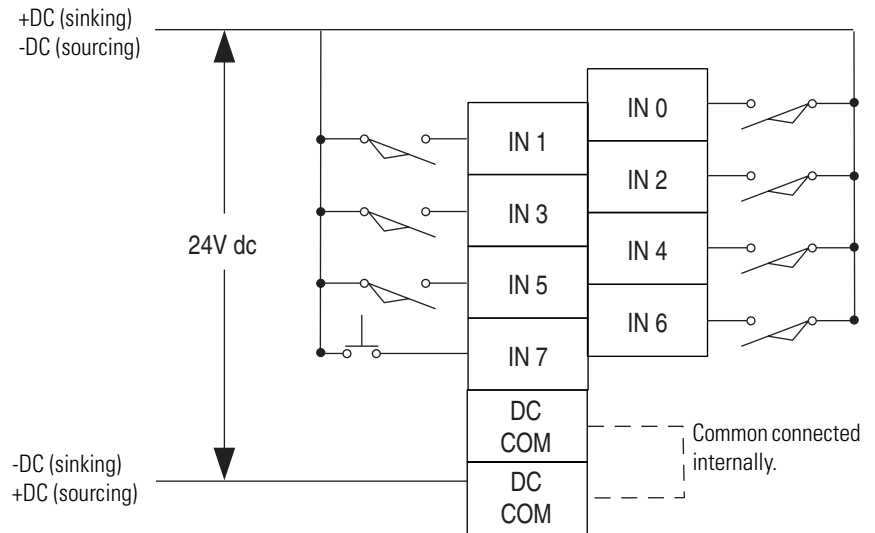 +DC (sinking)
-DC (sourcing)
IN 0
IN 1
IN 2
IN 3
24V dc
IN 4
IN 5
IN 6
IN 7
DC
COM
Common connected
internally.
-DC (sinking)
+DC (sourcing)
DC
COM